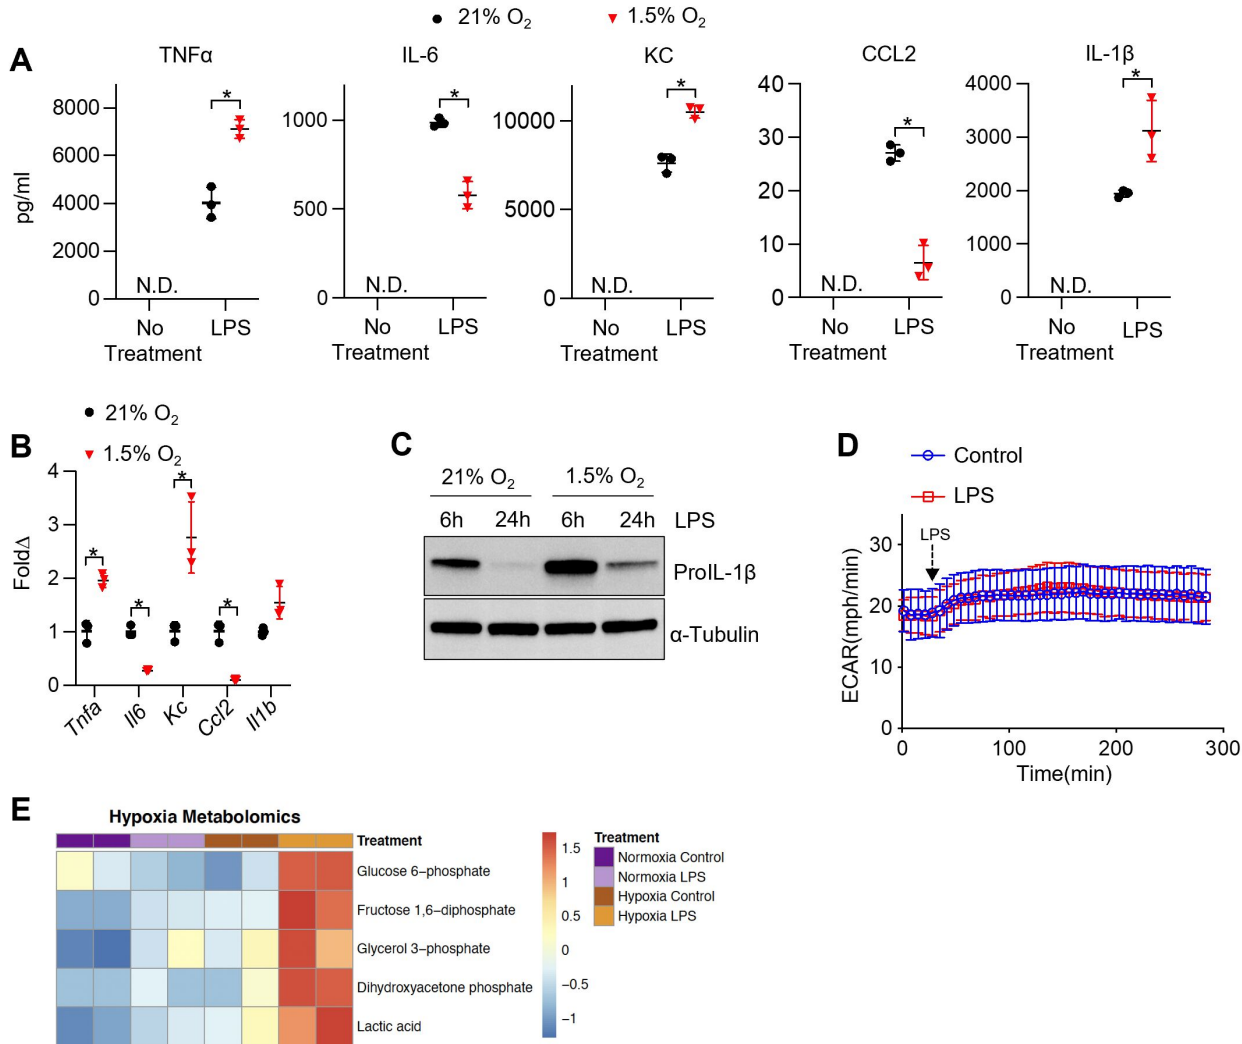 21% O2
1.5% O2
A
TNFα
IL-6
KC
CCL2
IL-1β
pg/ml
8000
6000
4000
2000
0
N.D.
No
Treatment
LPS
1000
500
0
N.D.
No
Treatment
LPS
10000
5000
0
N.D.
No
Treatment
LPS
40
30
20
10
0
N.D.
No
Treatment
LPS
4000
3000
2000
1000
0
N.D.
No
Treatment
LPS
*
*
*
*
*
B
21% O2
1.5% O2
FoldΔ
4
3
2
1
0
*
*
*
*
Tnfa
Il6
Kc
Ccl2
Il1b
C
21% O2
1.5% O2
6h
24h
6h
24h
LPS
ProIL-1β
α-Tubulin
D
Control
LPS
LPS
ECAR(mph/min)
30
20
10
0
0
100
200
300
Time(min)
E
Hypoxia Metabolomics
Treatment
Glucose 6−phosphate
Fructose 1,6−diphosphate
Glycerol 3−phosphate
Dihydroxyacetone phosphate
Lactic acid
1.5
1
0.5
0
−0.5
−1
Treatment
Normoxia Control
Normoxia LPS
Hypoxia Control
Hypoxia LPS